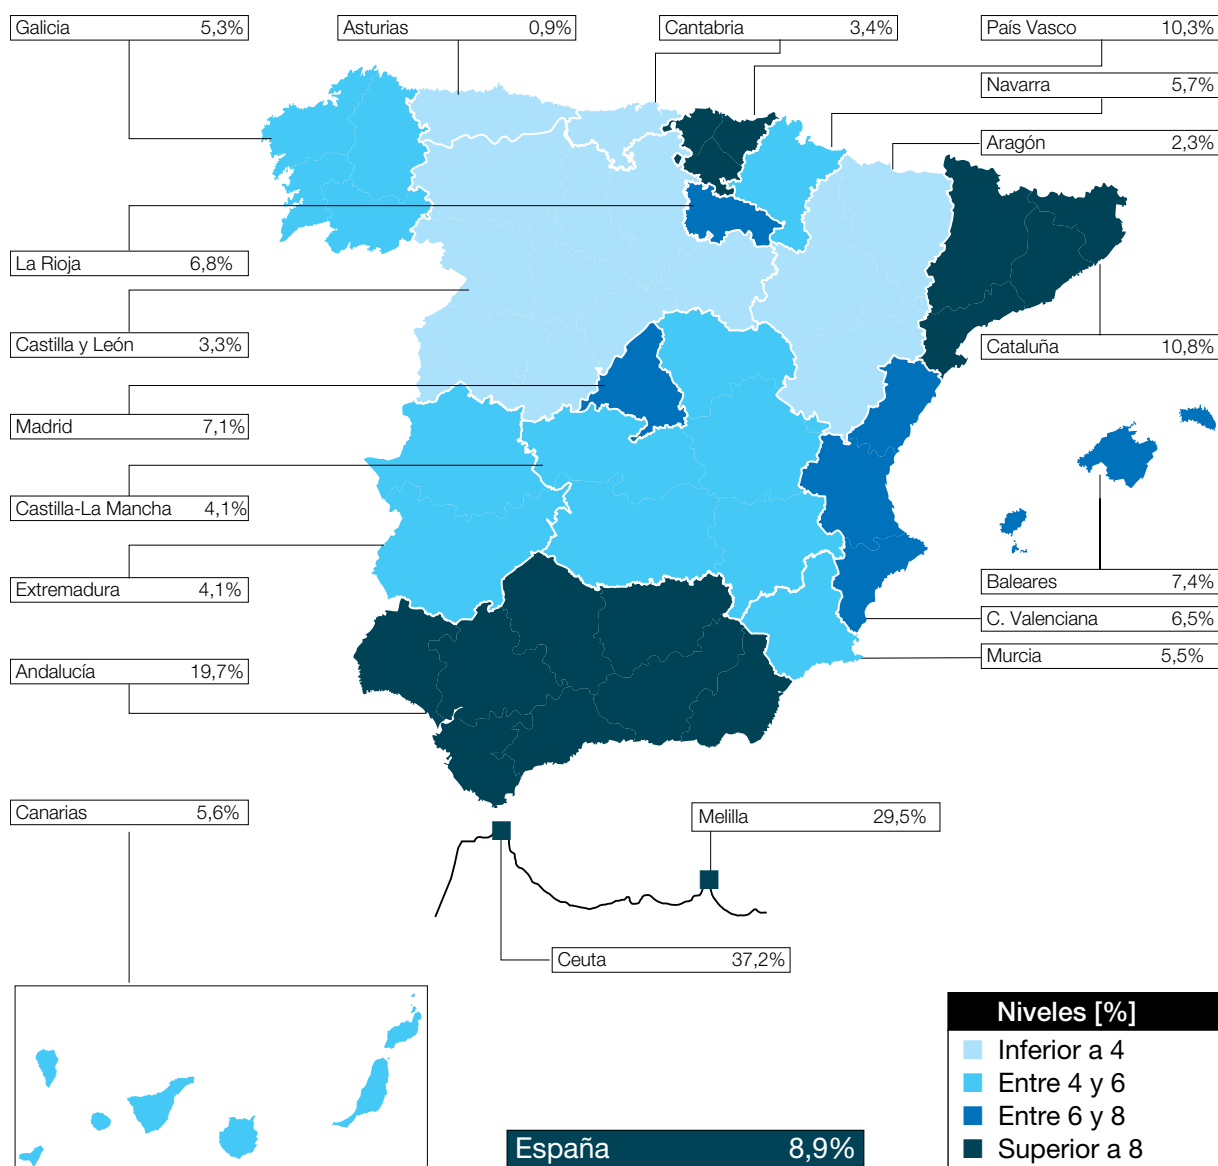 Galicia 5,3%
Asturias 0,9%
Cantabria 3,4%
País Vasco 10,3%
Navarra 5,7%
Aragón 2,3%
La Rioja 6,8%
Castilla y León 3,3%
Cataluña 10,8%
Madrid 7,1%
Castilla-La Mancha 4,1%
Extremadura 4,1%
Baleares 7,4%
C. Valenciana 6,5%
Murcia 5,5%
Andalucía 19,7%
Canarias 5,6%
Melilla 29,5%
Ceuta 37,2%
Niveles [%]
Inferior a 4
Entre 4 y 6
Entre 6 y 8
Superior a 8
España 8,9%